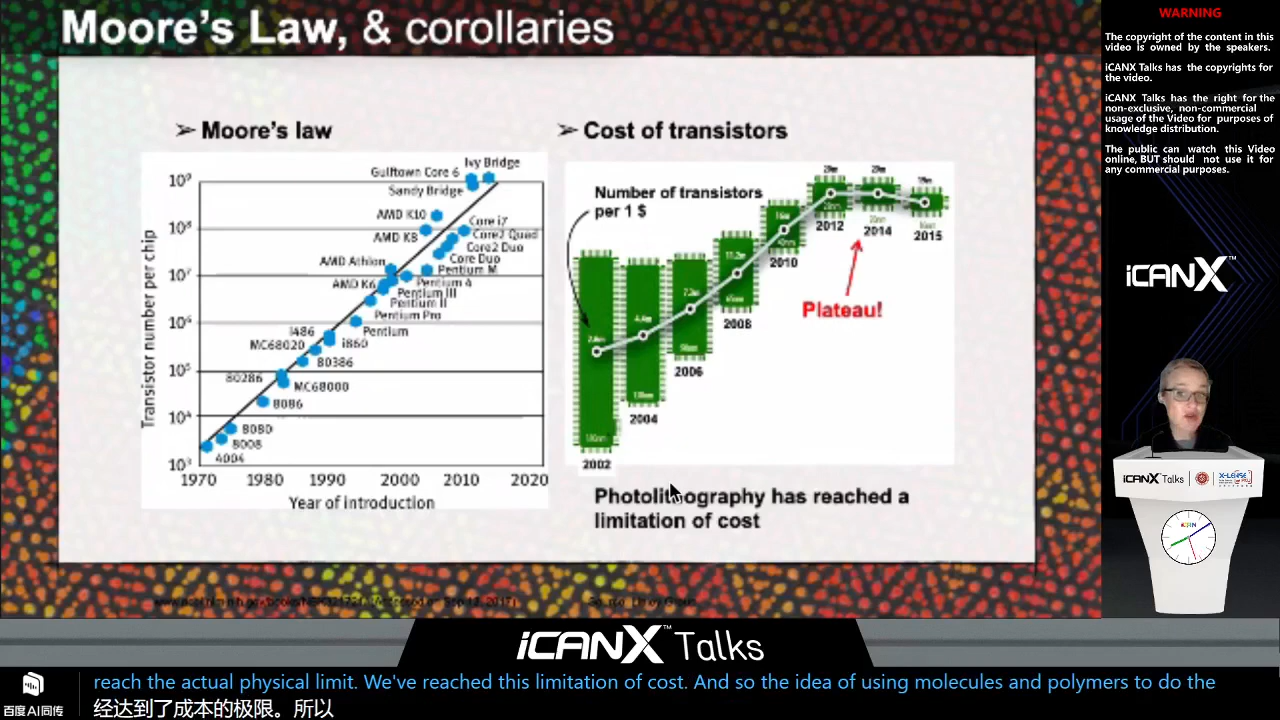 Moore's Law, & corollaries
➢ Moore's law
Transistor number per chip
10⁹
10⁸
10⁷
10⁶
10⁵
10⁴
10³
Ivy Bridge
Gulftown Core 6
Sandy Bridge
AMD K10
Core i7
AMD K8
Core2 Quad
Core2 Duo
Core Duo
AMD Athlon
Pentium M
AMD K6
Pentium 4
Pentium III
Pentium II
Pentium Pro
I486
Pentium
MC68020
i860
80386
80286
MC68000
8086
8080
8008
4004
1970
1980
1990
2000
2010
2020
Year of introduction
➢ Cost of transistors
Number of transistors
per 1 $
2002
2004
2006
2008
2010
2012
2014
2015
Plateau!
Photolithography has reached a
limitation of cost
WARNING
The copyright of the content in this
video is owned by the speakers.
iCANX Talks has the copyrights for
the video.
iCANX Talks has the right for the
non-exclusive, non-commercial
usage of the Video for purposes of
knowledge distribution.
The public can watch this Video
online, BUT should not use it for
any commercial purposes.
iCANX™
iCANX Talks
iCANX™ Talks
reach the actual physical limit. We've reached this limitation of cost. And so the idea of using molecules and polymers to do the
经达到了成本的极限。所以
百度AI同传